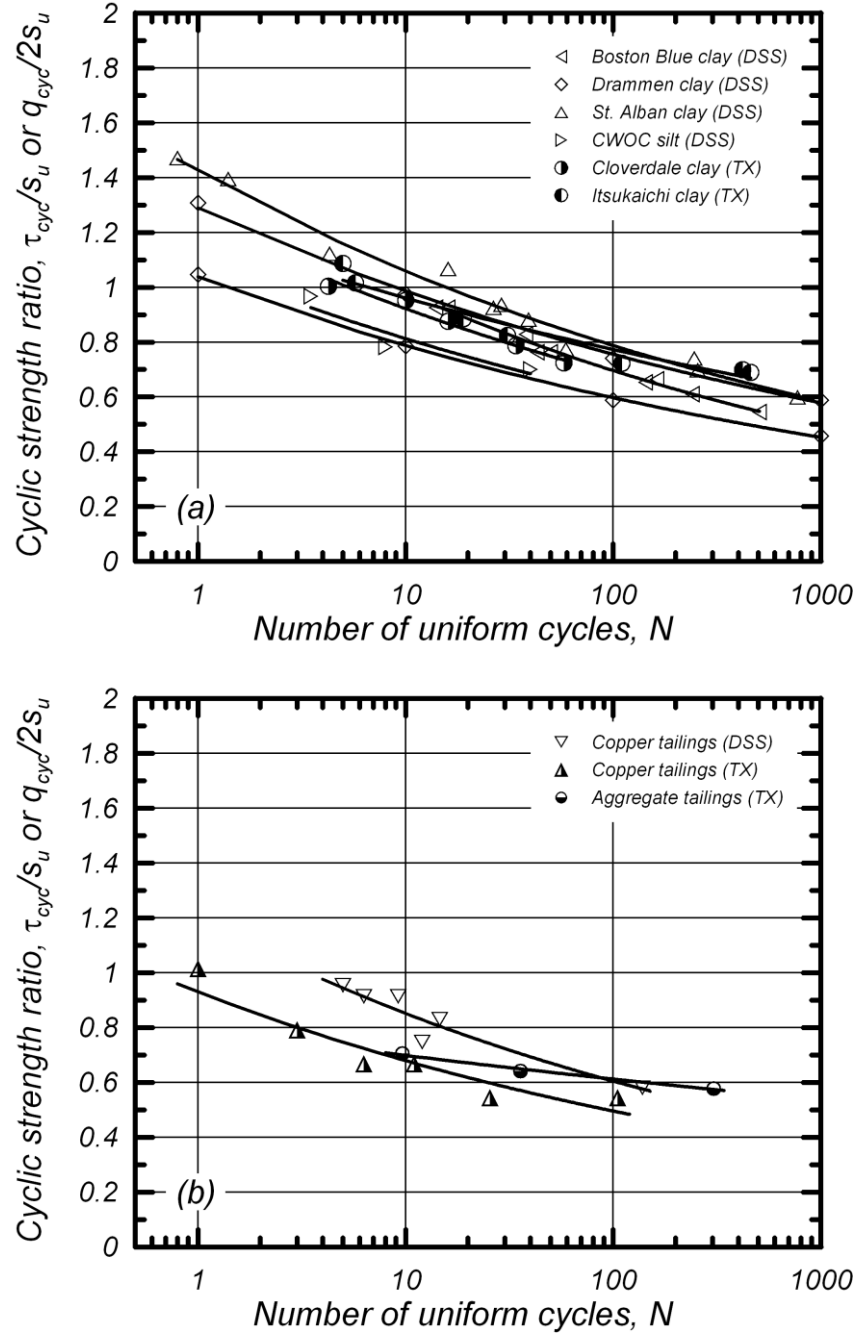 Cyclic strength ratio, τcyc/su or qcyc/2su
2
1.8
1.6
1.4
1.2
1
0.8
0.6
0.4
0.2
0
Boston Blue clay (DSS)
Drammen clay (DSS)
St. Alban clay (DSS)
CWOC silt (DSS)
Cloverdale clay (TX)
Itsukaichi clay (TX)
(a)
1 10 100 1000
Number of uniform cycles, N
Cyclic strength ratio, τcyc/su or qcyc/2su
2
1.8
1.6
1.4
1.2
1
0.8
0.6
0.4
0.2
0
Copper tailings (DSS)
Copper tailings (TX)
Aggregate tailings (TX)
(b)
1 10 100 1000
Number of uniform cycles, N